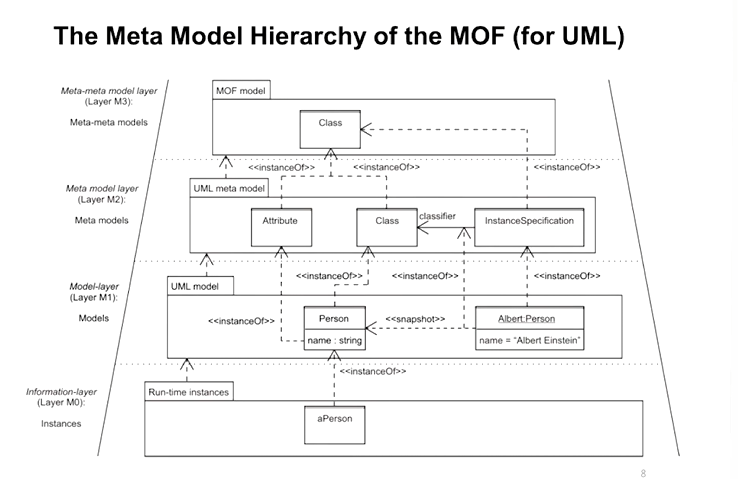 The Meta Model Hierarchy of the MOF (for UML)
Meta-meta model layer
(Layer M3):
Meta-meta models
MOF model
Class
<<instanceOf>>
<<instanceOf>>
<<instanceOf>>
Meta model layer
(Layer M2):
Meta models
UML meta model
Attribute
Class
classifier
InstanceSpecification
<<instanceOf>>
<<instanceOf>>
<<instanceOf>>
Model-layer
(Layer M1):
Models
UML model
<<instanceOf>>
Person
name : string
<<snapshot>>
Albert:Person
name = "Albert Einstein"
<<instanceOf>>
Information-layer
(Layer M0):
Instances
Run-time instances
aPerson
8